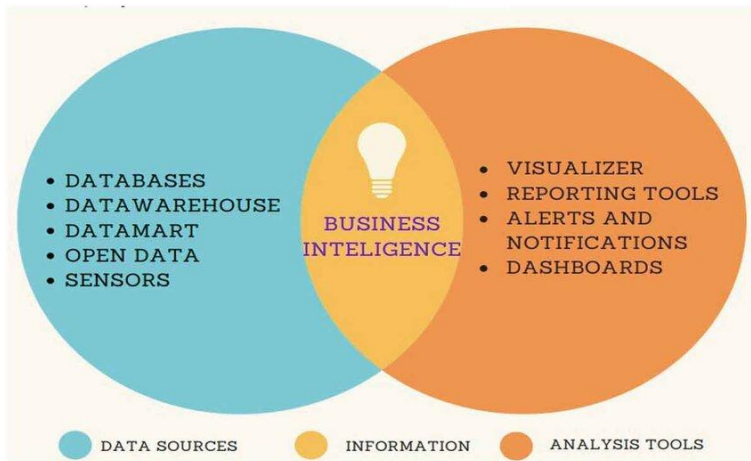 • DATABASES
• DATAWAREHOUSE
• DATAMART
• OPEN DATA
• SENSORS
BUSINESS
INTELIGENCE
• VISUALIZER
• REPORTING TOOLS
• ALERTS AND
NOTIFICATIONS
• DASHBOARDS
DATA SOURCES
INFORMATION
ANALYSIS TOOLS